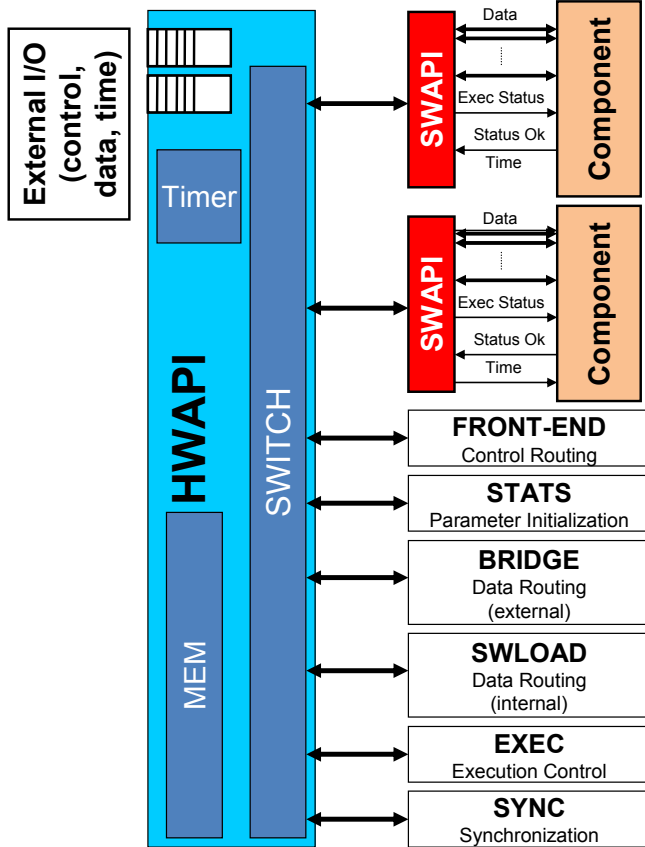 External I/O
(control,
data, time)
Timer
HWAPI
MEM
SWITCH
SWAPI
Data
Exec Status
Status Ok
Time
Component
SWAPI
Data
Exec Status
Status Ok
Time
Component
FRONT-END
Control Routing
STATS
Parameter Initialization
BRIDGE
Data Routing
(external)
SWLOAD
Data Routing
(internal)
EXEC
Execution Control
SYNC
Synchronization